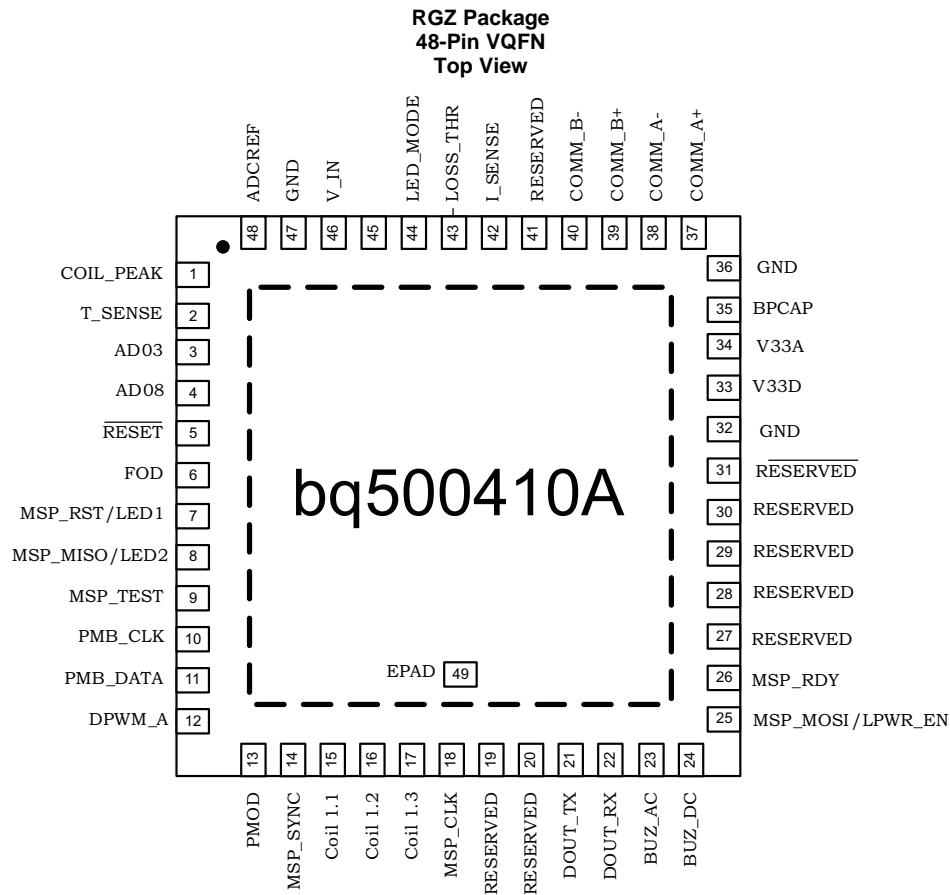 RGZ Package
48-Pin VQFN
Top View
ADCREF
GND
V_IN
LED_MODE
LOSS_THR
I_SENSE
RESERVED
COMM_B-
COMM_B+
COMM_A-
COMM_A+
48
47
46
45
44
43
42
41
40
39
38
37
COIL_PEAK 1
T_SENSE 2
AD03 3
AD08 4
RESET 5
FOD 6
MSP_RST/LED1 7
MSP_MISO/LED2 8
MSP_TEST 9
PMB_CLK 10
PMB_DATA 11
DPWM_A 12
bq500410A
EPAD 49
36 GND
35 BPCAP
34 V33A
33 V33D
32 GND
31 RESERVED
30 RESERVED
29 RESERVED
28 RESERVED
27 RESERVED
26 MSP_RDY
25 MSP_MOSI/LPWR_EN
13
14
15
16
17
18
19
20
21
22
23
24
PMOD
MSP_SYNC
Coil 1.1
Coil 1.2
Coil 1.3
MSP_CLK
RESERVED
RESERVED
DOUT_TX
DOUT_RX
BUZ_AC
BUZ_DC